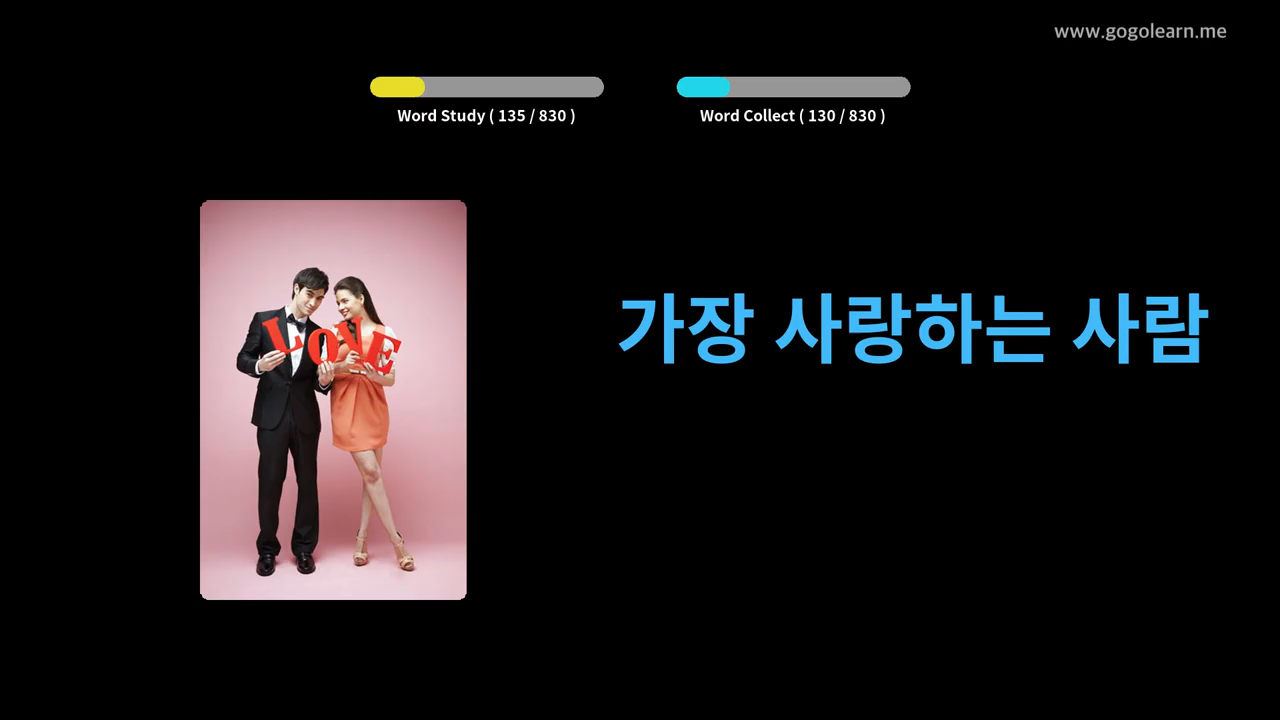 www.gogolearn.me
Word Study ( 135 / 830 )
Word Collect ( 130 / 830 )
LOVE
가장 사랑하는 사람